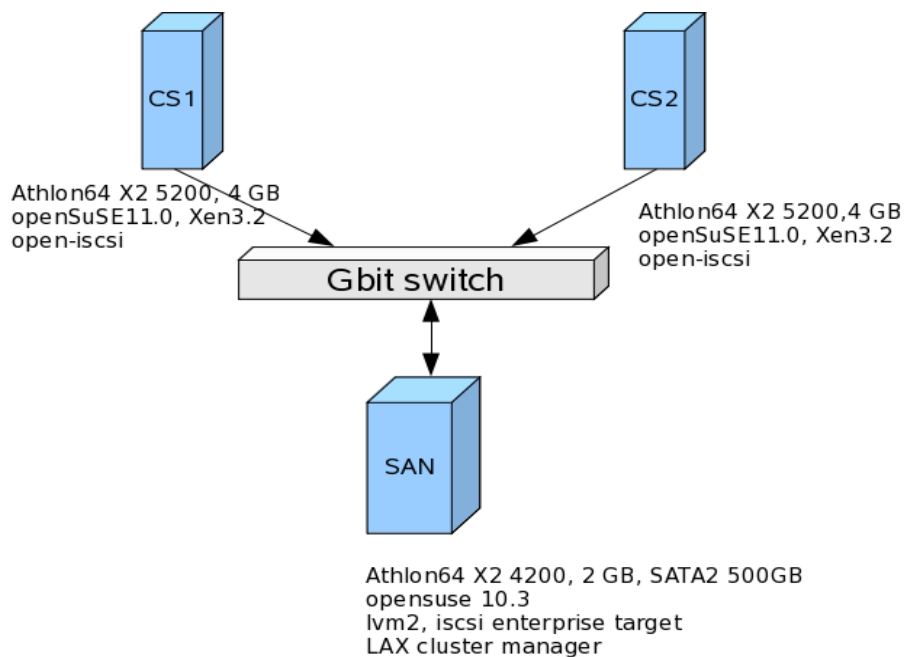 CS1
CS2
Athlon64 X2 5200, 4 GB
openSuSE11.0, Xen3.2
open-iscsi
Athlon64 X2 5200,4 GB
openSuSE11.0, Xen3.2
open-iscsi
Gbit switch
SAN
Athlon64 X2 4200, 2 GB, SATA2 500GB
opensuse 10.3
lvm2, iscsi enterprise target
LAX cluster manager